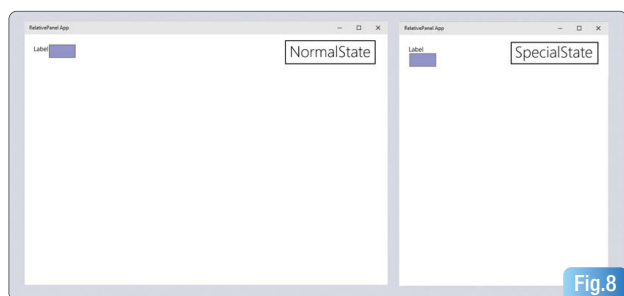 RelativePanel App
Label
NormalState
RelativePanel App
Label
SpecialState
Fig.8